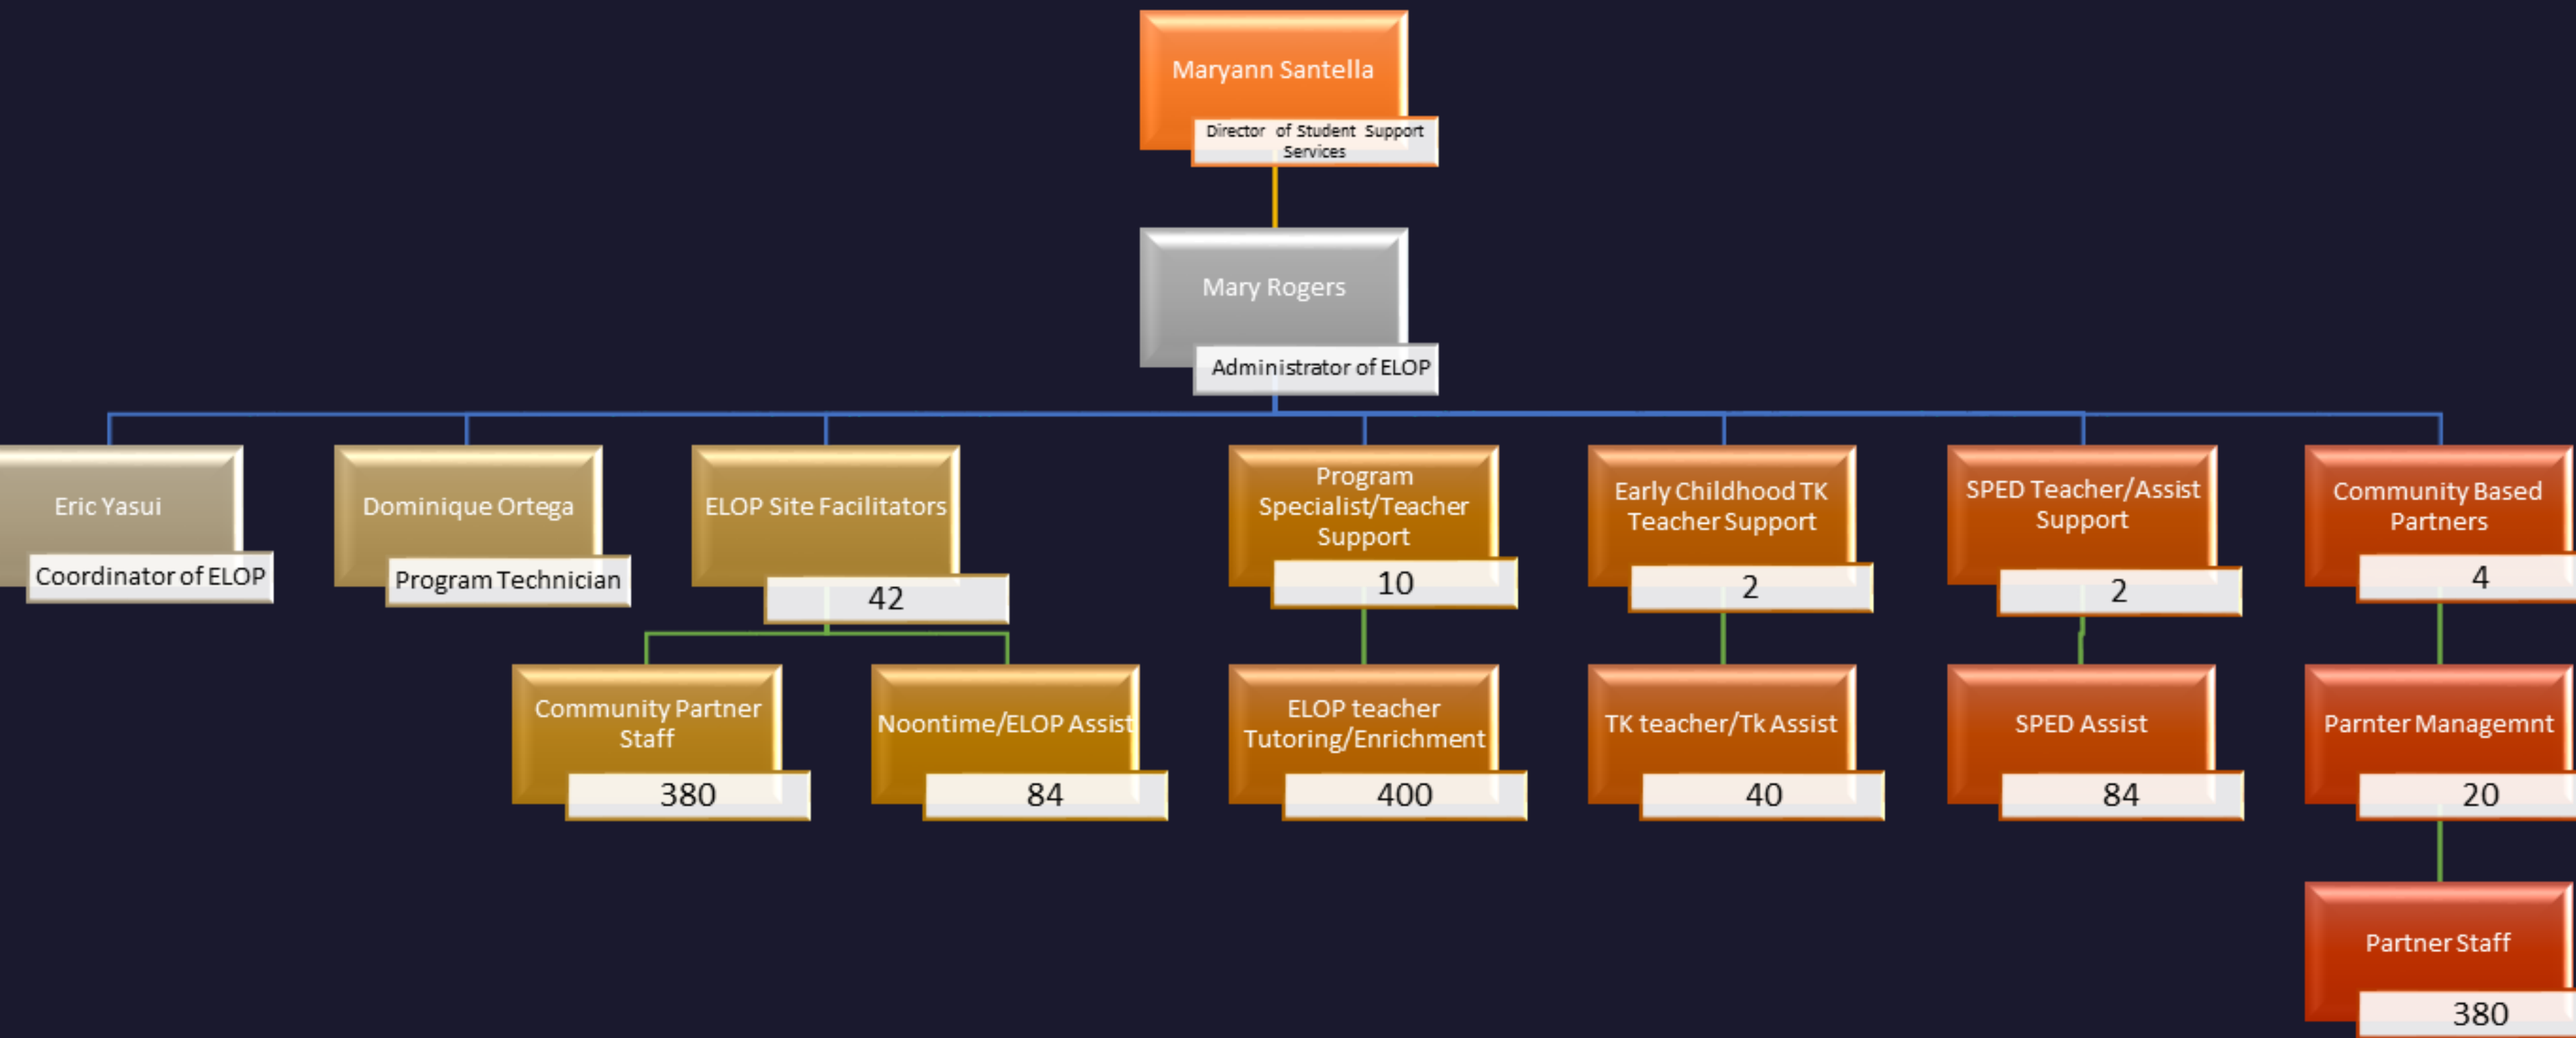 Maryann Santella
Director of Student Support
Services
Mary Rogers
Administrator of ELOP
Eric Yasui
Coordinator of ELOP
Dominique Ortega
Program Technician
ELOP Site Facilitators
42
Program
Specialist/Teacher
Support
10
Early Childhood TK
Teacher Support
2
SPED Teacher/Assist
Support
2
Community Based
Partners
4
Community Partner
Staff
380
Noontime/ELOP Assist
84
ELOP teacher
Tutoring/Enrichment
400
TK teacher/Tk Assist
40
SPED Assist
84
Parnter Managemnt
20
Partner Staff
380